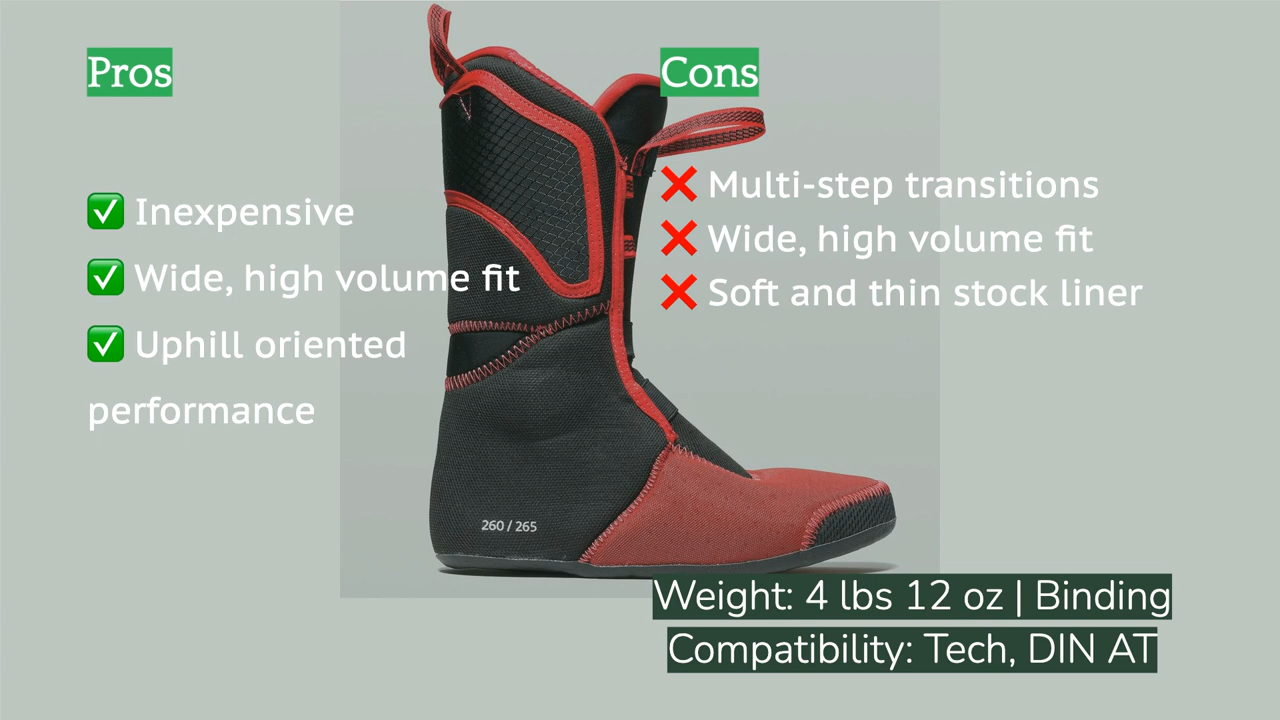 Pros
✅ Inexpensive
✅ Wide, high volume fit
✅ Uphill oriented
performance
Cons
❌ Multi-step transitions
❌ Wide, high volume fit
❌ Soft and thin stock liner
260 / 265
Weight: 4 lbs 12 oz | Binding
Compatibility: Tech, DIN AT